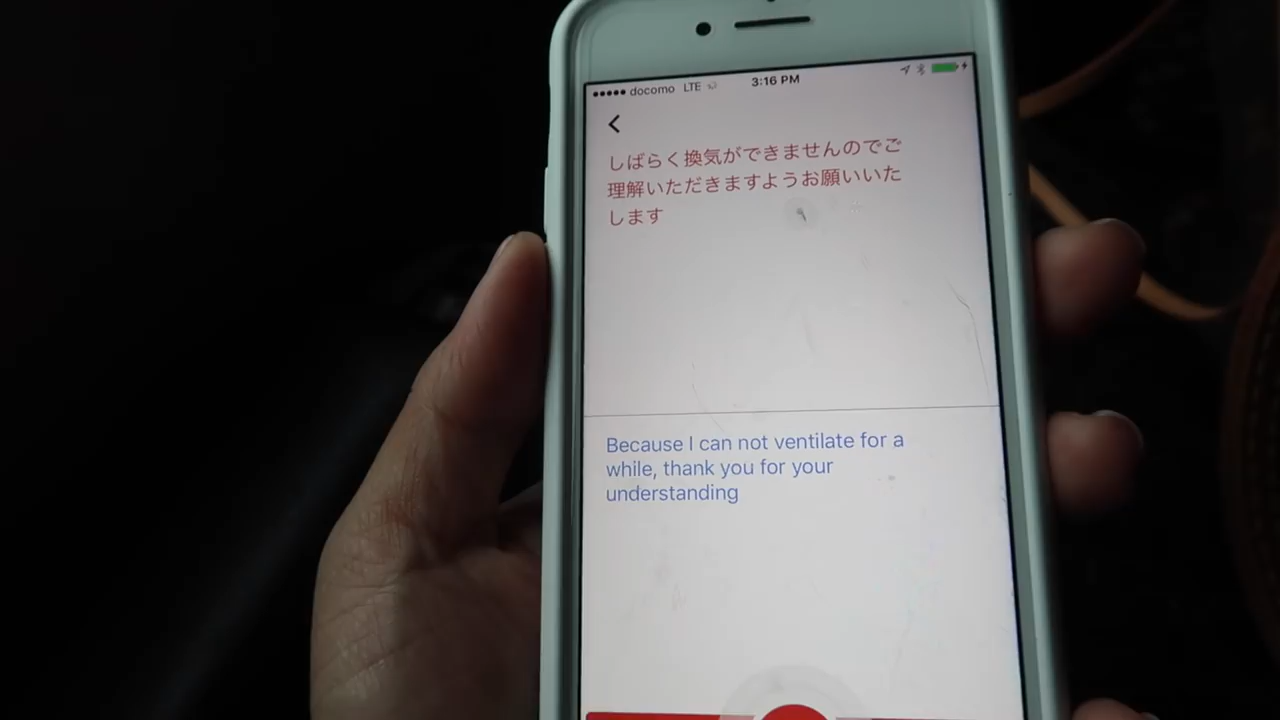 docomo LTE 3:16 PM
しばらく換気ができませんのでご
理解いただきますようお願いいた
します
Because I can not ventilate for a
while, thank you for your
understanding